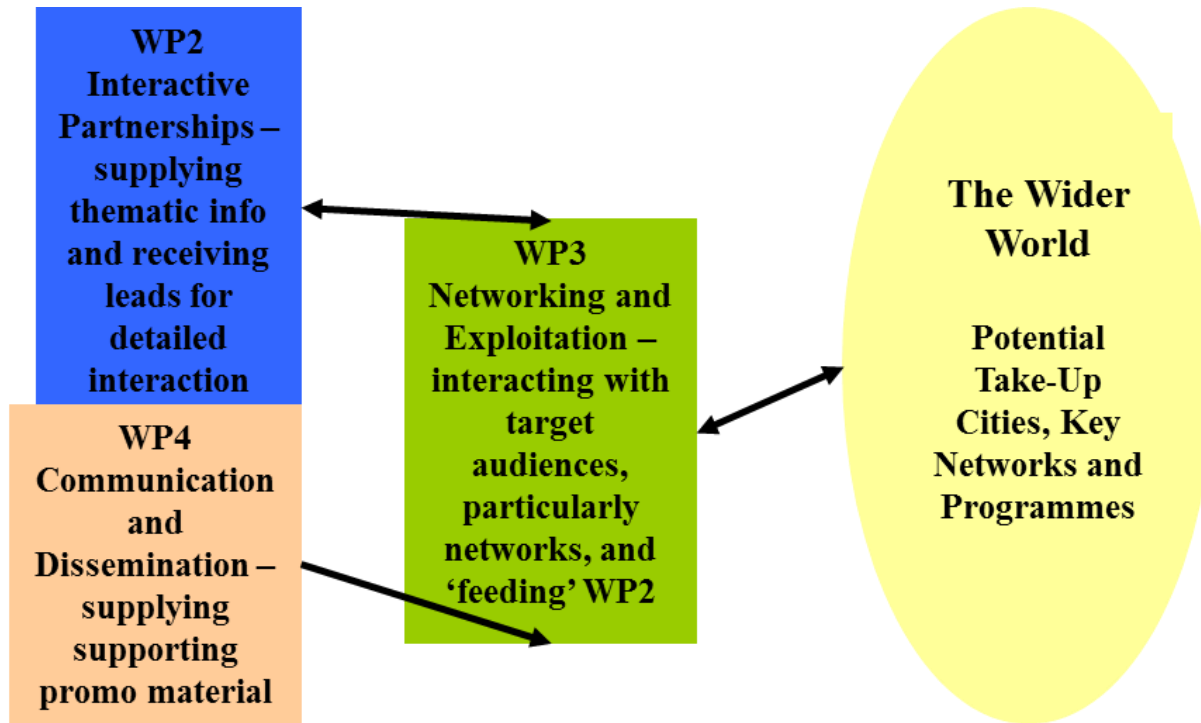 WP2
Interactive
Partnerships –
supplying
thematic info
and receiving
leads for
detailed
interaction
WP4
Communication
and
Dissemination –
supplying
supporting
promo material
WP3
Networking and
Exploitation –
interacting with
target
audiences,
particularly
networks, and
‘feeding’ WP2
The Wider
World
Potential
Take-Up
Cities, Key
Networks and
Programmes